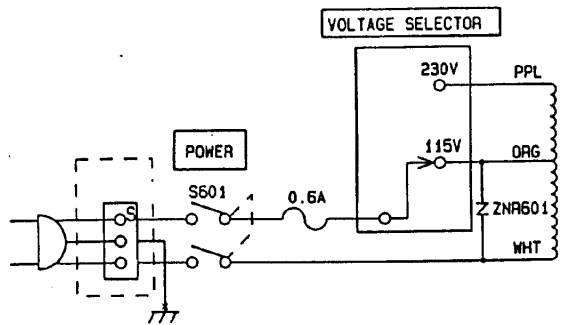 VOLTAGE SELECTOR
230V
PPL
115V
ORG
POWER
S601
0.6A
S
ZNR601
WHT